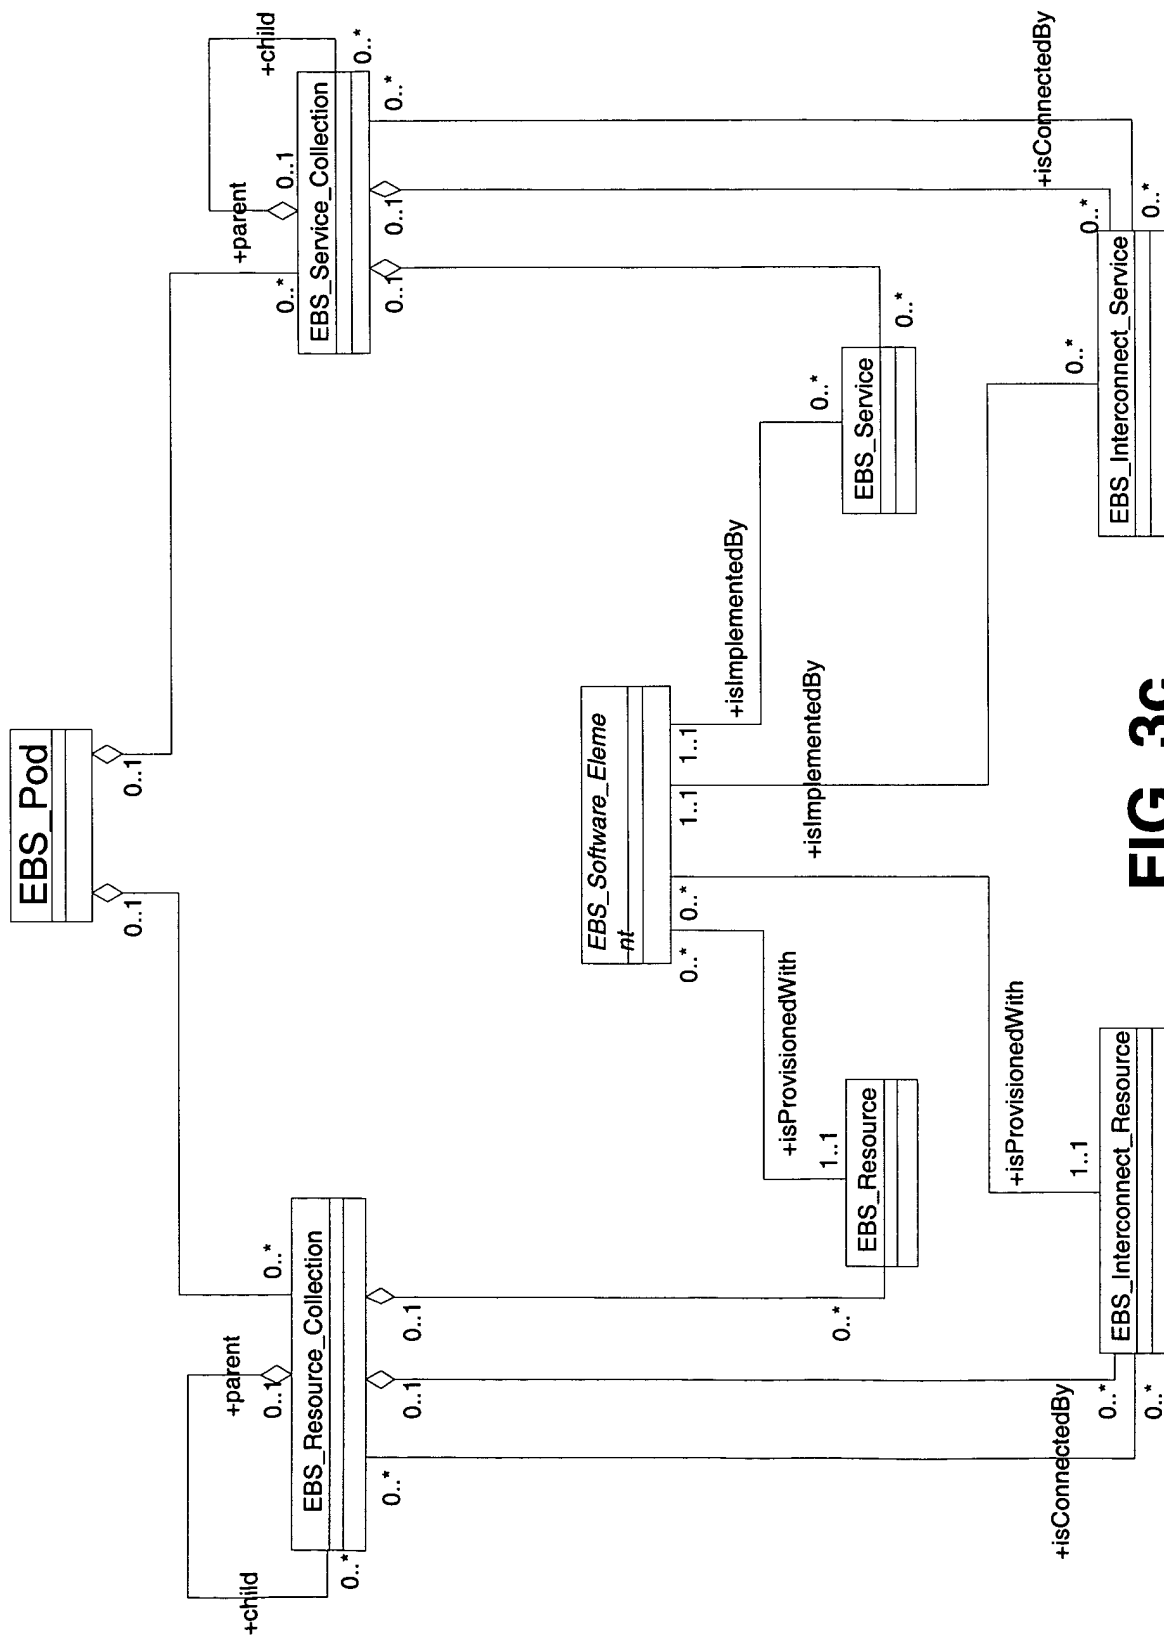 EBS_Pod
0..1
0..1
+child
+parent
+parent
+child
0..1
0..*
0..*
0..1
EBS_Resource_Collection
EBS_Service_Collection
0..*
0..*
0..*
0..1
0..1
0..1
0..1
0..*
EBS_Software_Eleme
nt
0..*
0..*
1..1
1..1
+isImplementedBy
+isProvisionedWith
+isImplementedBy
1..1
0..*
0..*
EBS_Resource
EBS_Service
0..*
+isProvisionedWith
+isConnectedBy
+isConnectedBy
1..1
0..*
0..*
0..*
EBS_Interconnect_Resource
EBS_Interconnect_Service
0..*
0..*
FIG. 3c